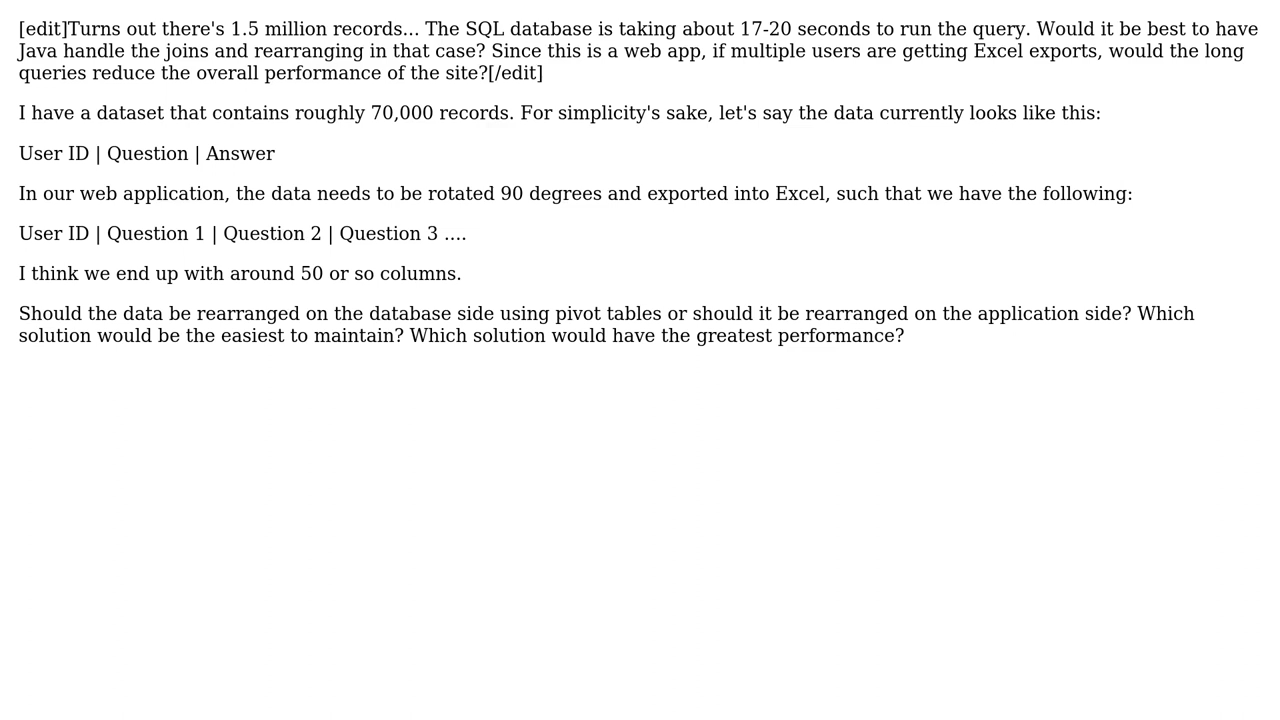 [edit]Turns out there's 1.5 million records... The SQL database is taking about 17-20 seconds to run the query. Would it be best to have
Java handle the joins and rearranging in that case? Since this is a web app, if multiple users are getting Excel exports, would the long
queries reduce the overall performance of the site?[/edit]
I have a dataset that contains roughly 70,000 records. For simplicity's sake, let's say the data currently looks like this:
User ID | Question | Answer
In our web application, the data needs to be rotated 90 degrees and exported into Excel, such that we have the following:
User ID | Question 1 | Question 2 | Question 3 ....
I think we end up with around 50 or so columns.
Should the data be rearranged on the database side using pivot tables or should it be rearranged on the application side? Which
solution would be the easiest to maintain? Which solution would have the greatest performance?